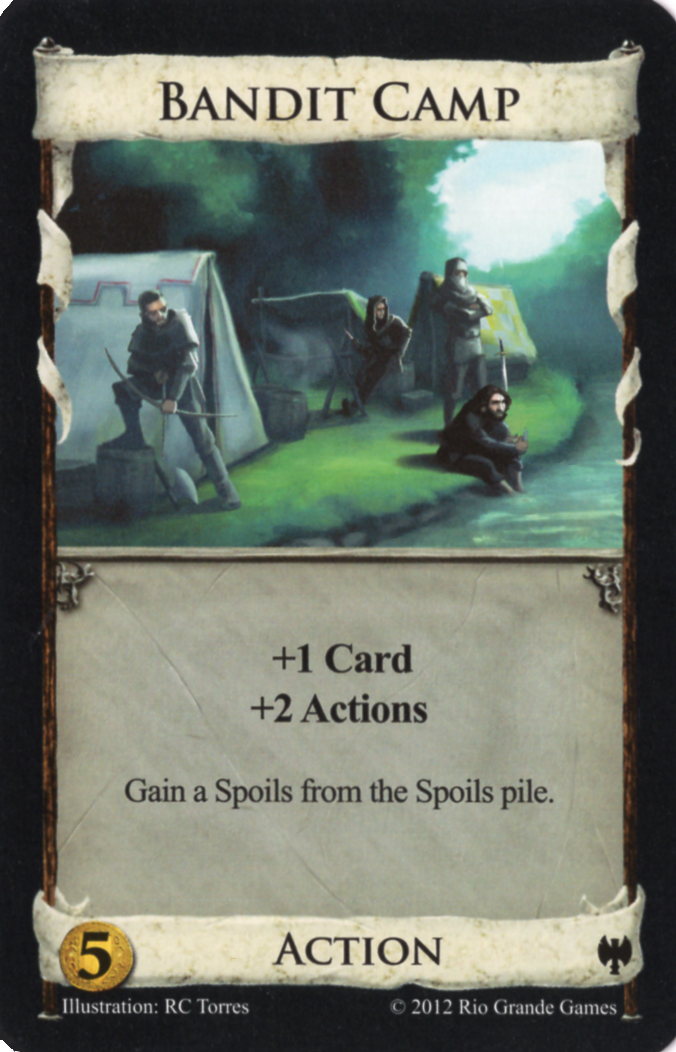 BANDIT CAMP
+1 Card
+2 Actions
Gain a Spoils from the Spoils pile.
5
ACTION
Illustration: RC Torres
© 2012 Rio Grande Games